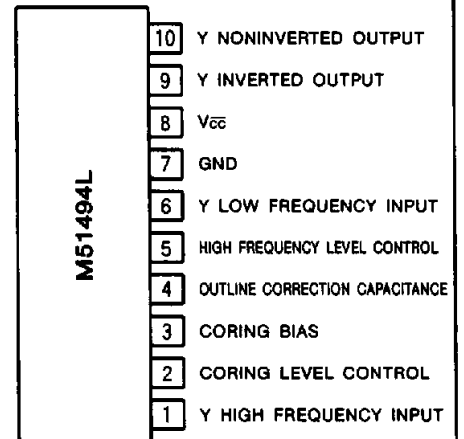 M51494L
10 Y NONINVERTED OUTPUT
9 Y INVERTED OUTPUT
8 Vcc
7 GND
6 Y LOW FREQUENCY INPUT
5 HIGH FREQUENCY LEVEL CONTROL
4 OUTLINE CORRECTION CAPACITANCE
3 CORING BIAS
2 CORING LEVEL CONTROL
1 Y HIGH FREQUENCY INPUT